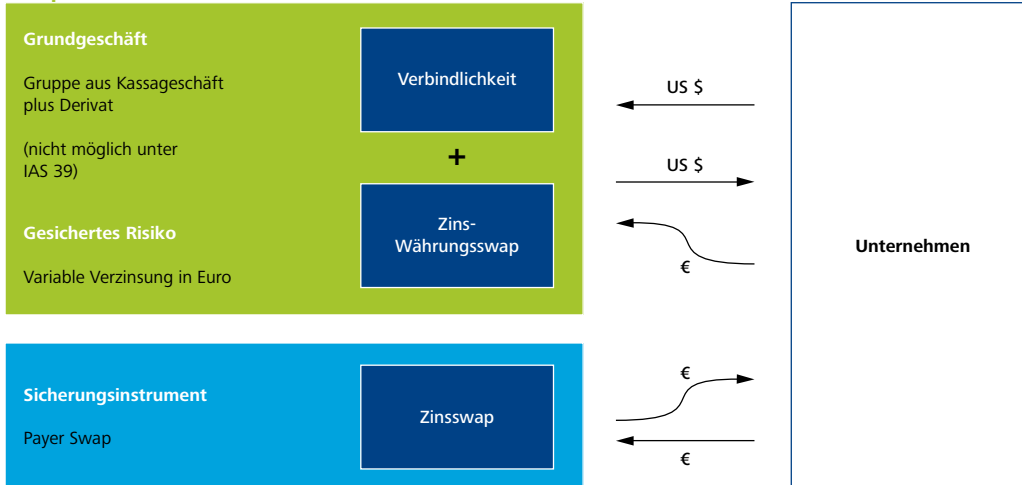 Grundgeschäft
Gruppe aus Kassageschäft
plus Derivat
(nicht möglich unter
IAS 39)
Gesichertes Risiko
Variable Verzinsung in Euro
Verbindlichkeit
+
Zins-
Währungsswap
US $
US $
€
Unternehmen
Sicherungsinstrument
Payer Swap
Zinsswap
€
€